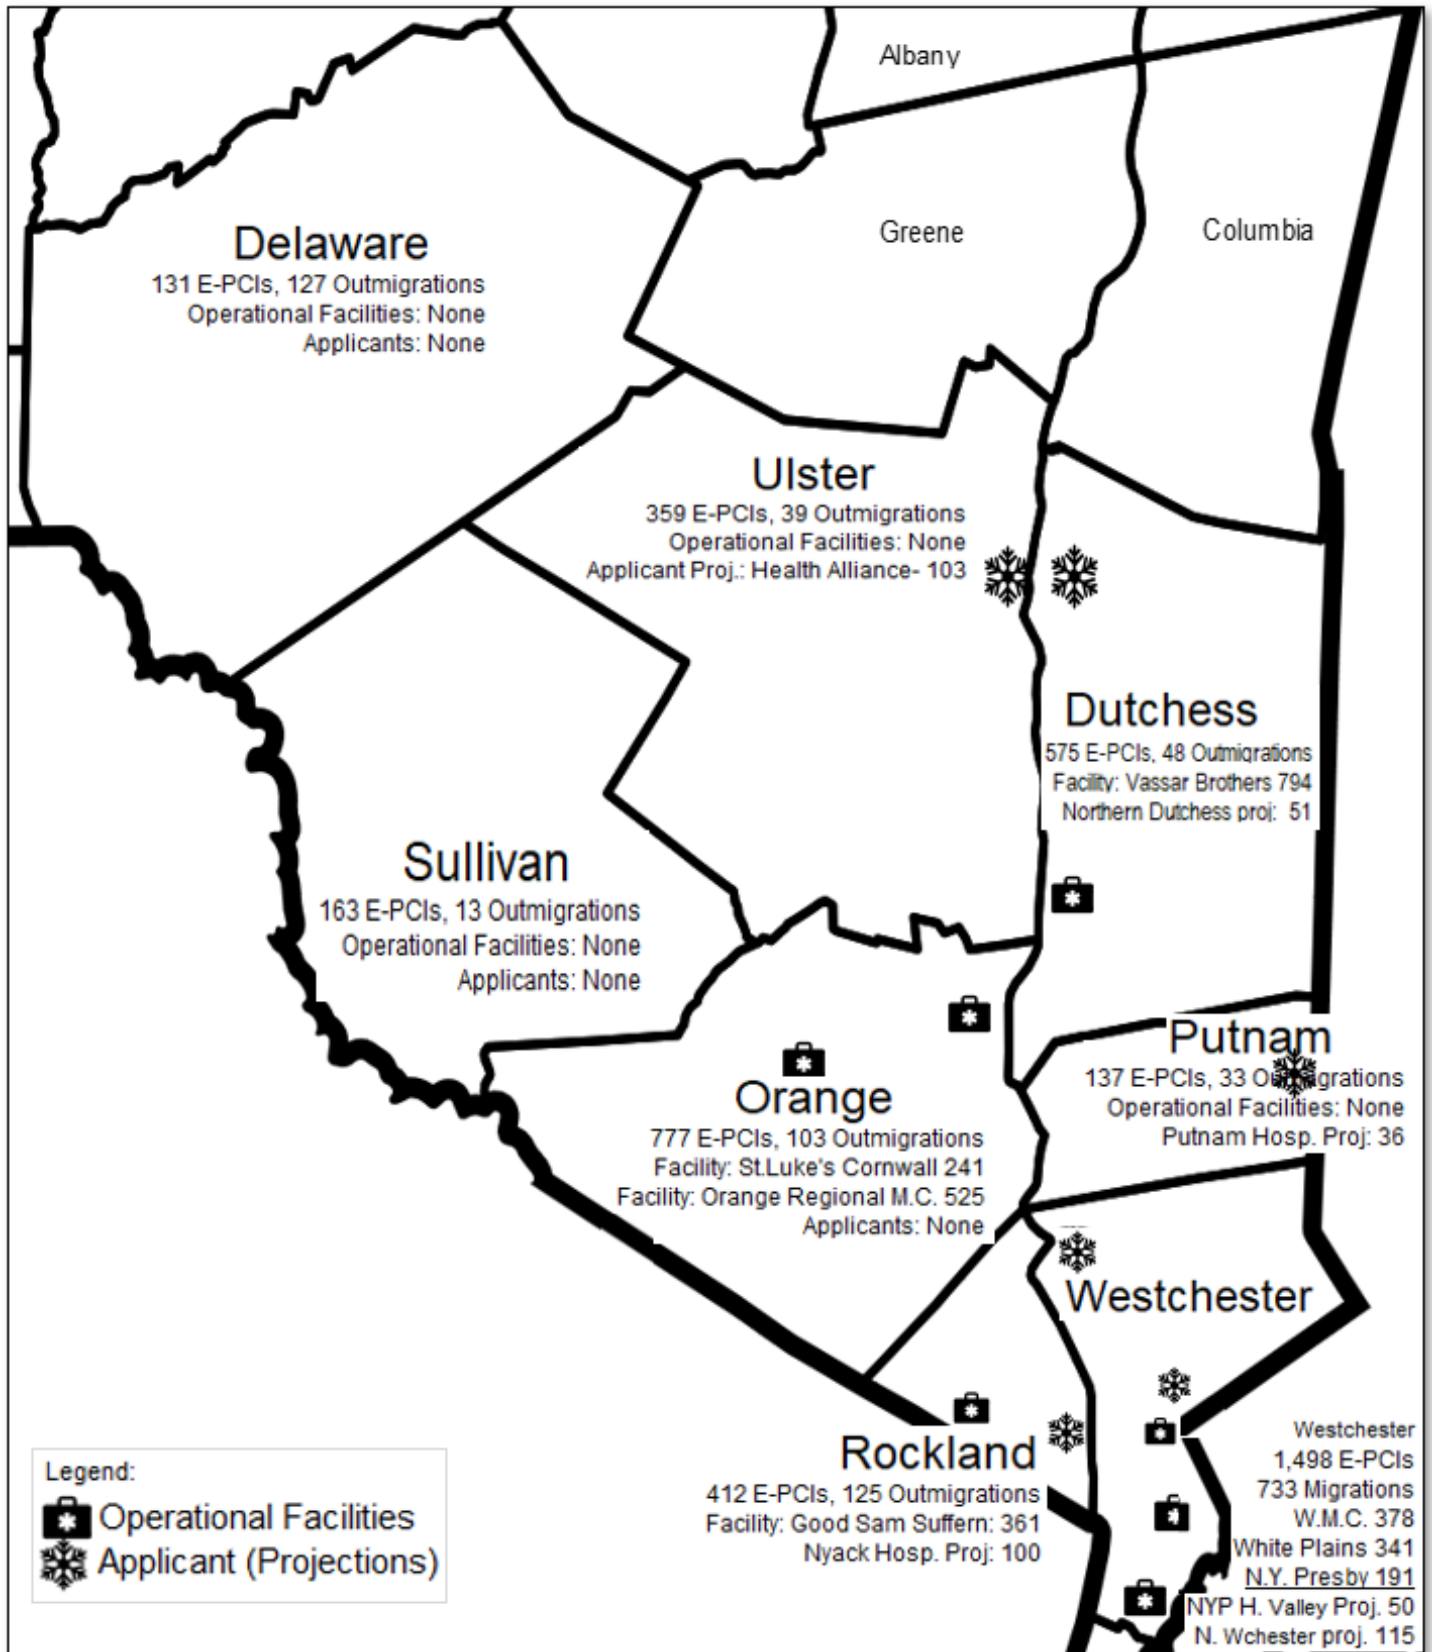 Albany
Greene
Columbia
Delaware
131 E-PCIs, 127 Outmigrations
Operational Facilities: None
Applicants: None
Ulster
359 E-PCIs, 39 Outmigrations
Operational Facilities: None
Applicant Proj.: Health Alliance- 103
Dutchess
575 E-PCIs, 48 Outmigrations
Facility: Vassar Brothers 794
Northern Dutchess proj: 51
Sullivan
163 E-PCIs, 13 Outmigrations
Operational Facilities: None
Applicants: None
Putnam
137 E-PCIs, 33 Outmigrations
Operational Facilities: None
Putnam Hosp. Proj: 36
Orange
777 E-PCIs, 103 Outmigrations
Facility: St.Luke's Cornwall 241
Facility: Orange Regional M.C. 525
Applicants: None
Westchester
Rockland
412 E-PCIs, 125 Outmigrations
Facility: Good Sam Suffern: 361
Nyack Hosp. Proj: 100
Westchester
1,498 E-PCIs
733 Migrations
W.M.C. 378
White Plains 341
N.Y. Presby 191
NYP H. Valley Proj. 50
N. Wchester proj. 115
Legend:
Operational Facilities
Applicant (Projections)